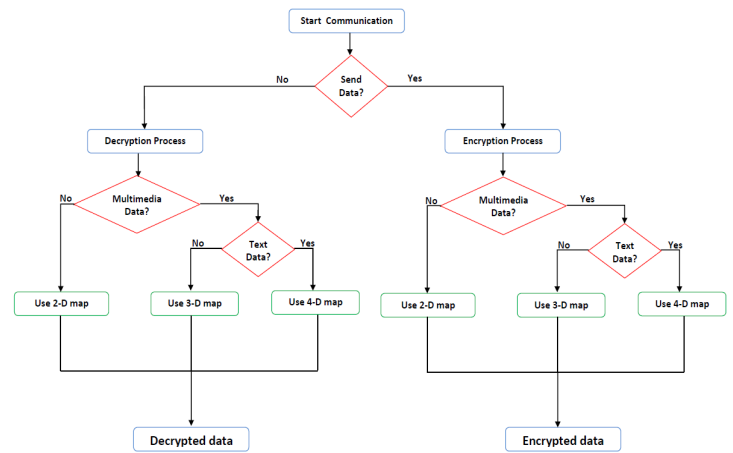 Start Communication
No
Send
Data?
Yes
Decryption Process
Encryption Process
No
Multimedia
Data?
Yes
No
Multimedia
Data?
Yes
No
Text
Data?
Yes
No
Text
Data?
Yes
Use 2-D map
Use 3-D map
Use 4-D map
Use 2-D map
Use 3-D map
Use 4-D map
Decrypted data
Encrypted data